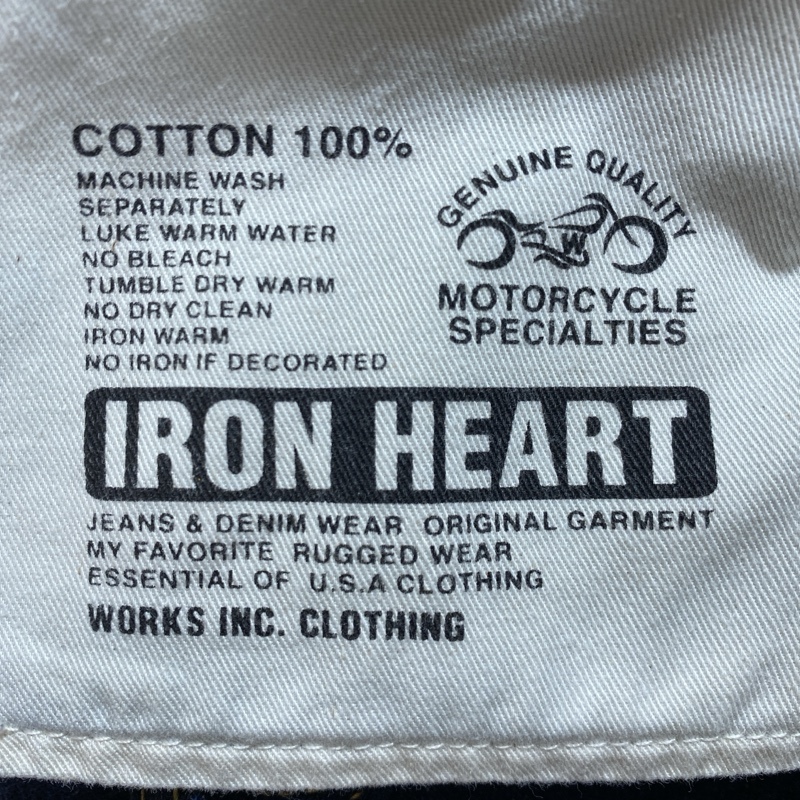 COTTON 100%
MACHINE WASH
SEPARATELY
LUKE WARM WATER
NO BLEACH
TUMBLE DRY WARM
NO DRY CLEAN
IRON WARM
NO IRON IF DECORATED
GENUINE QUALITY
W
MOTORCYCLE
SPECIALTIES
IRON HEART
JEANS & DENIM WEAR ORIGINAL GARMENT
MY FAVORITE RUGGED WEAR
ESSENTIAL OF U.S.A CLOTHING
WORKS INC. CLOTHING